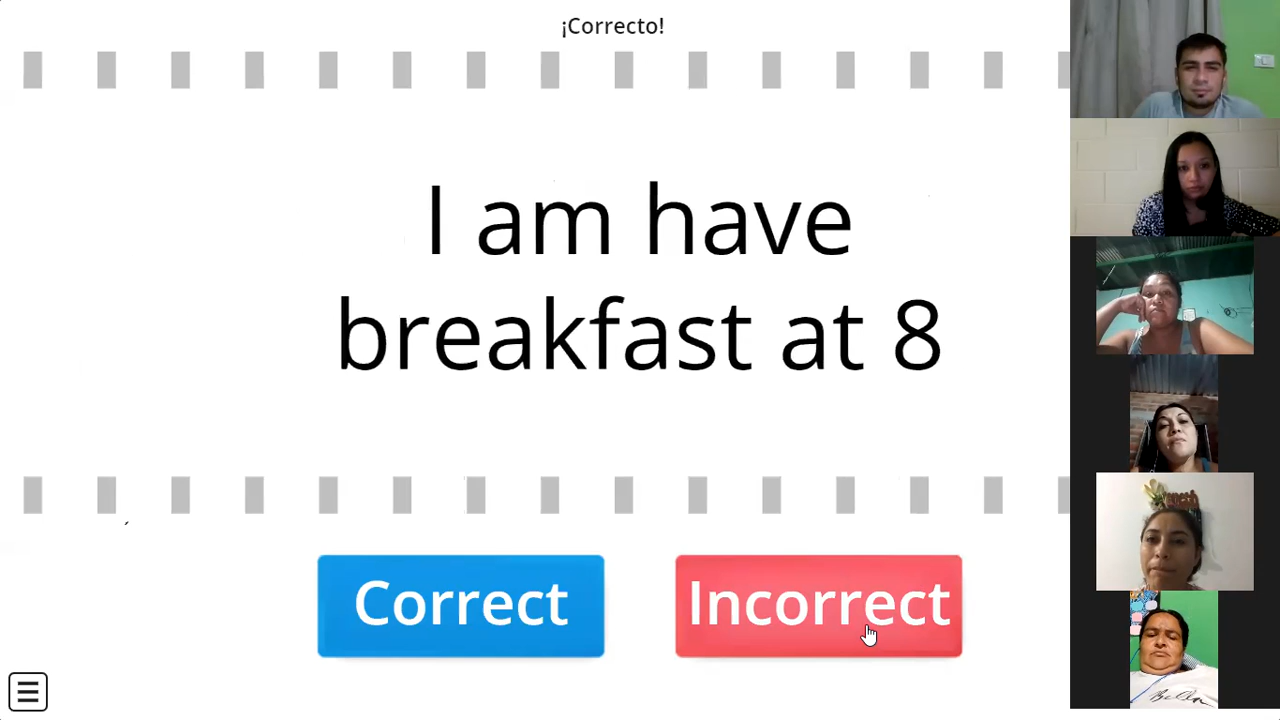 ¡Correcto!
I am have
breakfast at 8
Correct
Incorrect